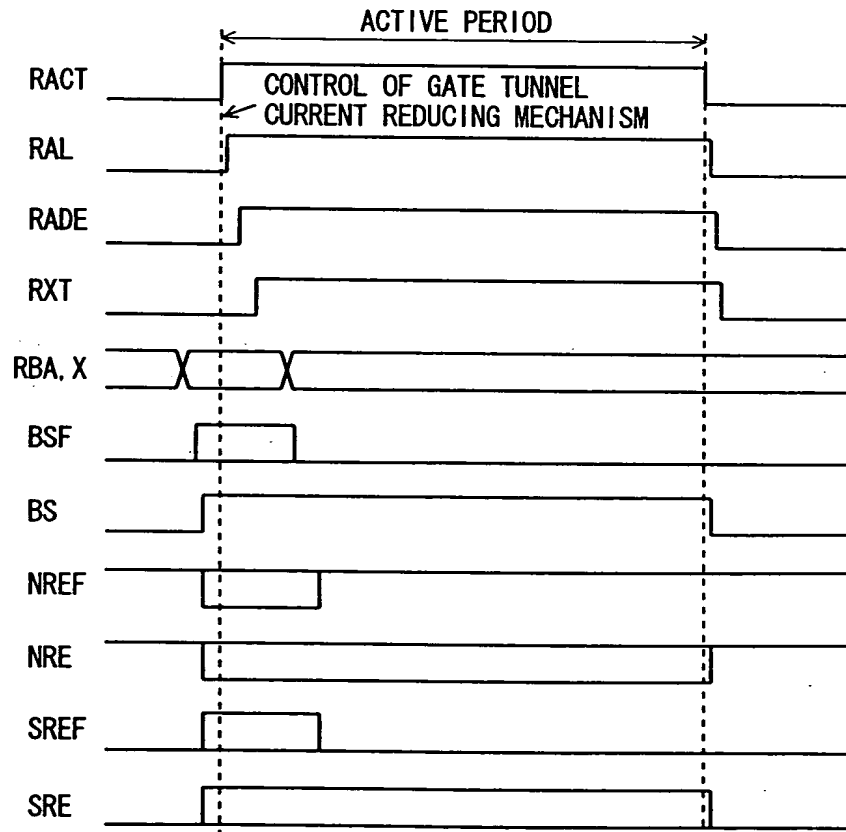 ACTIVE PERIOD
RACT
CONTROL OF GATE TUNNEL
CURRENT REDUCING MECHANISM
RAL
RADE
RXT
RBA, X
BSF
BS
NREF
NRE
SREF
SRE